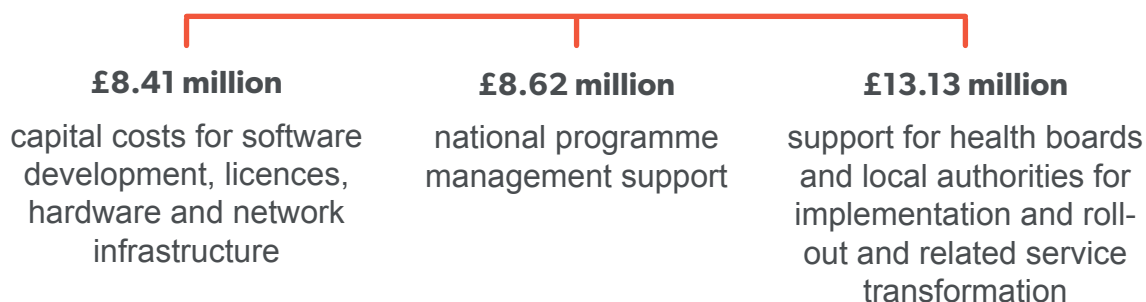 £8.41 million
capital costs for software
development, licences,
hardware and network
infrastructure
£8.62 million
national programme
management support
£13.13 million
support for health boards
and local authorities for
implementation and roll-
out and related service
transformation